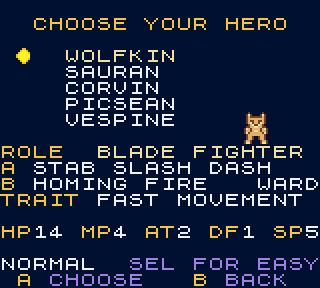 CHOOSE YOUR HERO
WOLFKIN
SAURAN
CORVIN
PICSEAN
VESPINE
ROLE BLADE FIGHTER
A STAB SLASH DASH
B HOMING FIRE WARD
TRAIT FAST MOVEMENT
HP14 MP4 AT2 DF1 SP5
NORMAL SEL FOR EASY
A CHOOSE B BACK